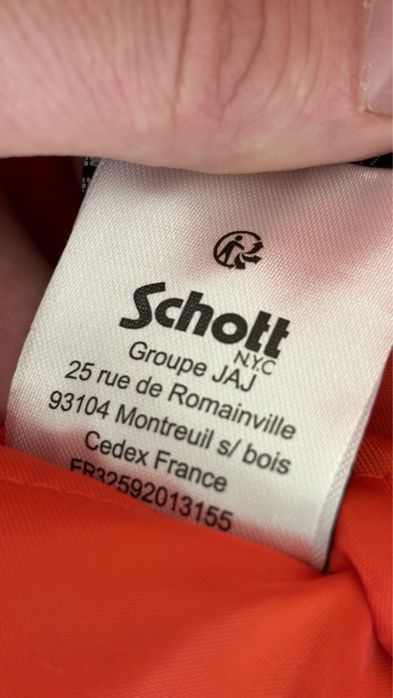 Schott
N.Y.C
Groupe JAJ
25 rue de Romainville
93104 Montreuil s/ bois
Cedex France
FR32592013155